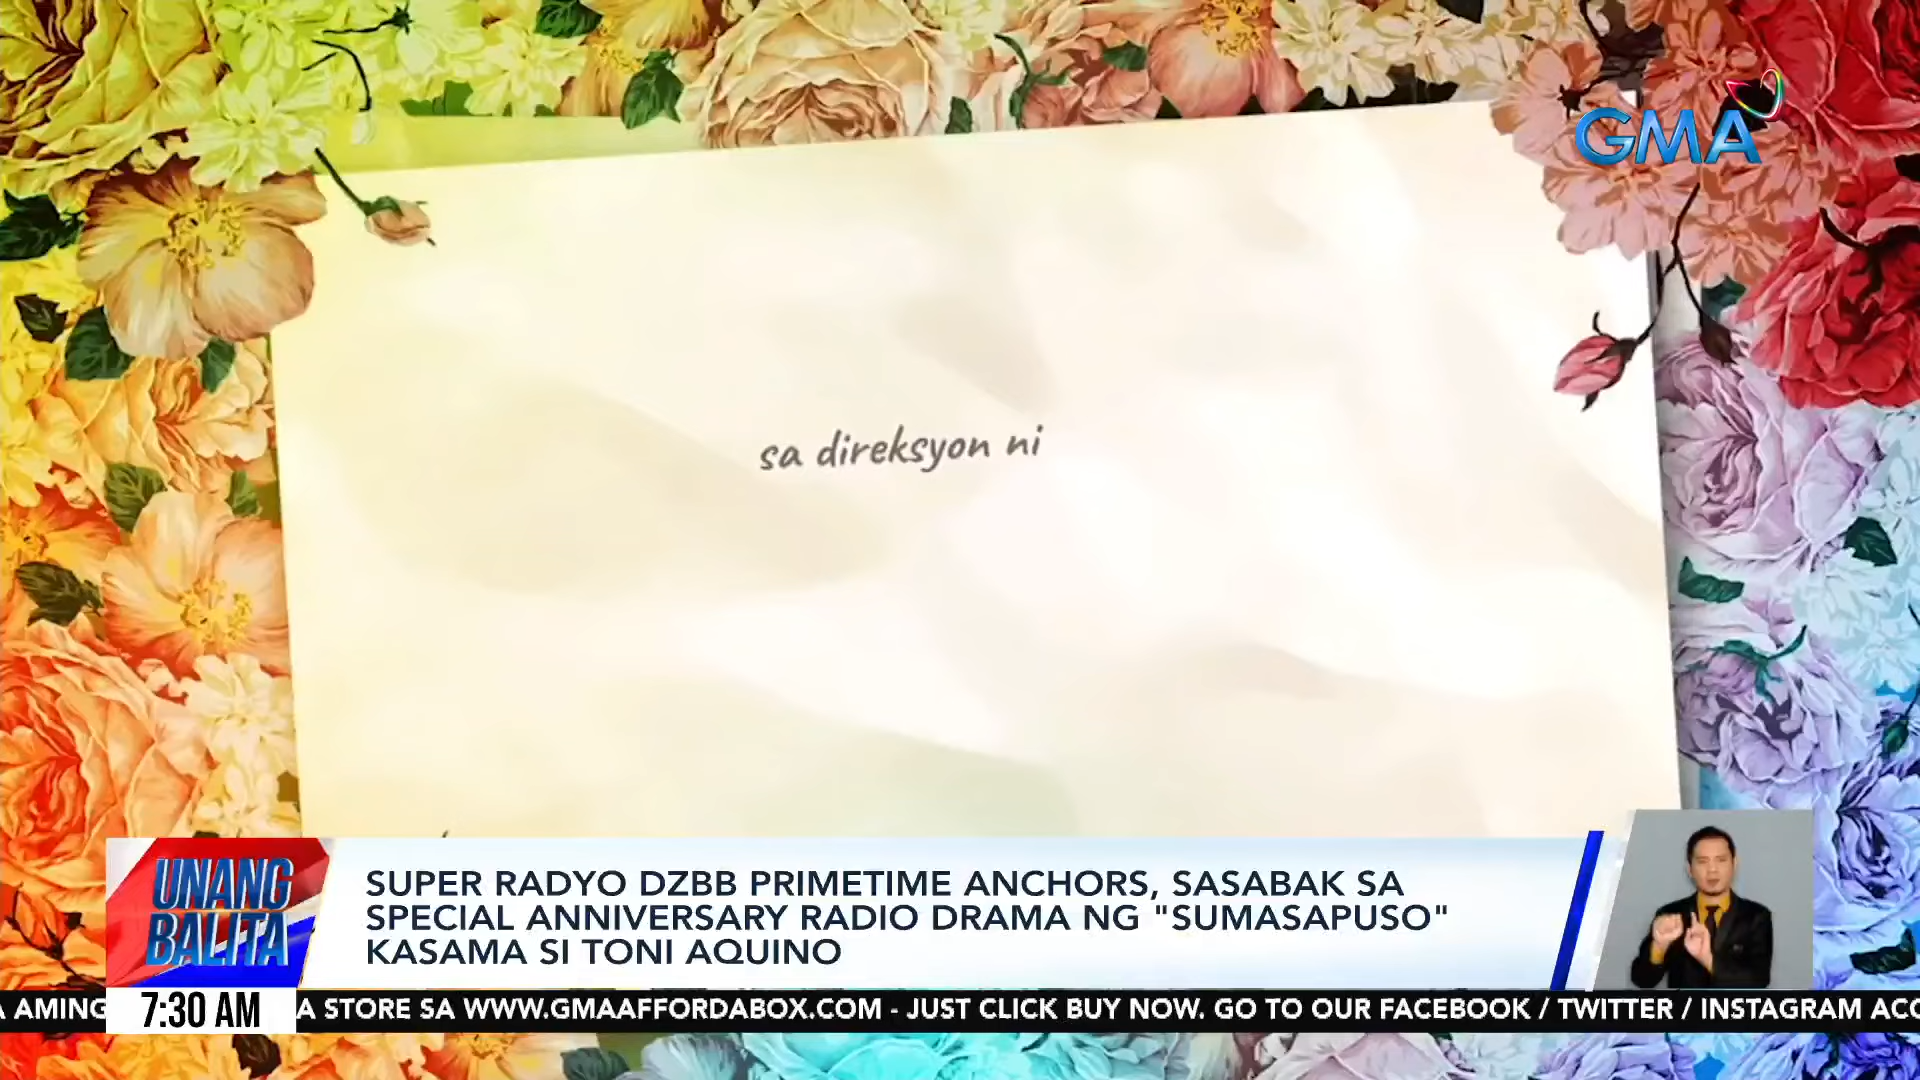 GMA
sa direksyon ni
UNANG
BALITA
SUPER RADYO DZBB PRIMETIME ANCHORS, SASABAK SA
SPECIAL ANNIVERSARY RADIO DRAMA NG "SUMASAPUSO"
KASAMA SI TONI AQUINO
7:30 AM
A AMING
A STORE SA WWW.GMAAFFORDABOX.COM - JUST CLICK BUY NOW. GO TO OUR FACEBOOK / TWITTER / INSTAGRAM ACC